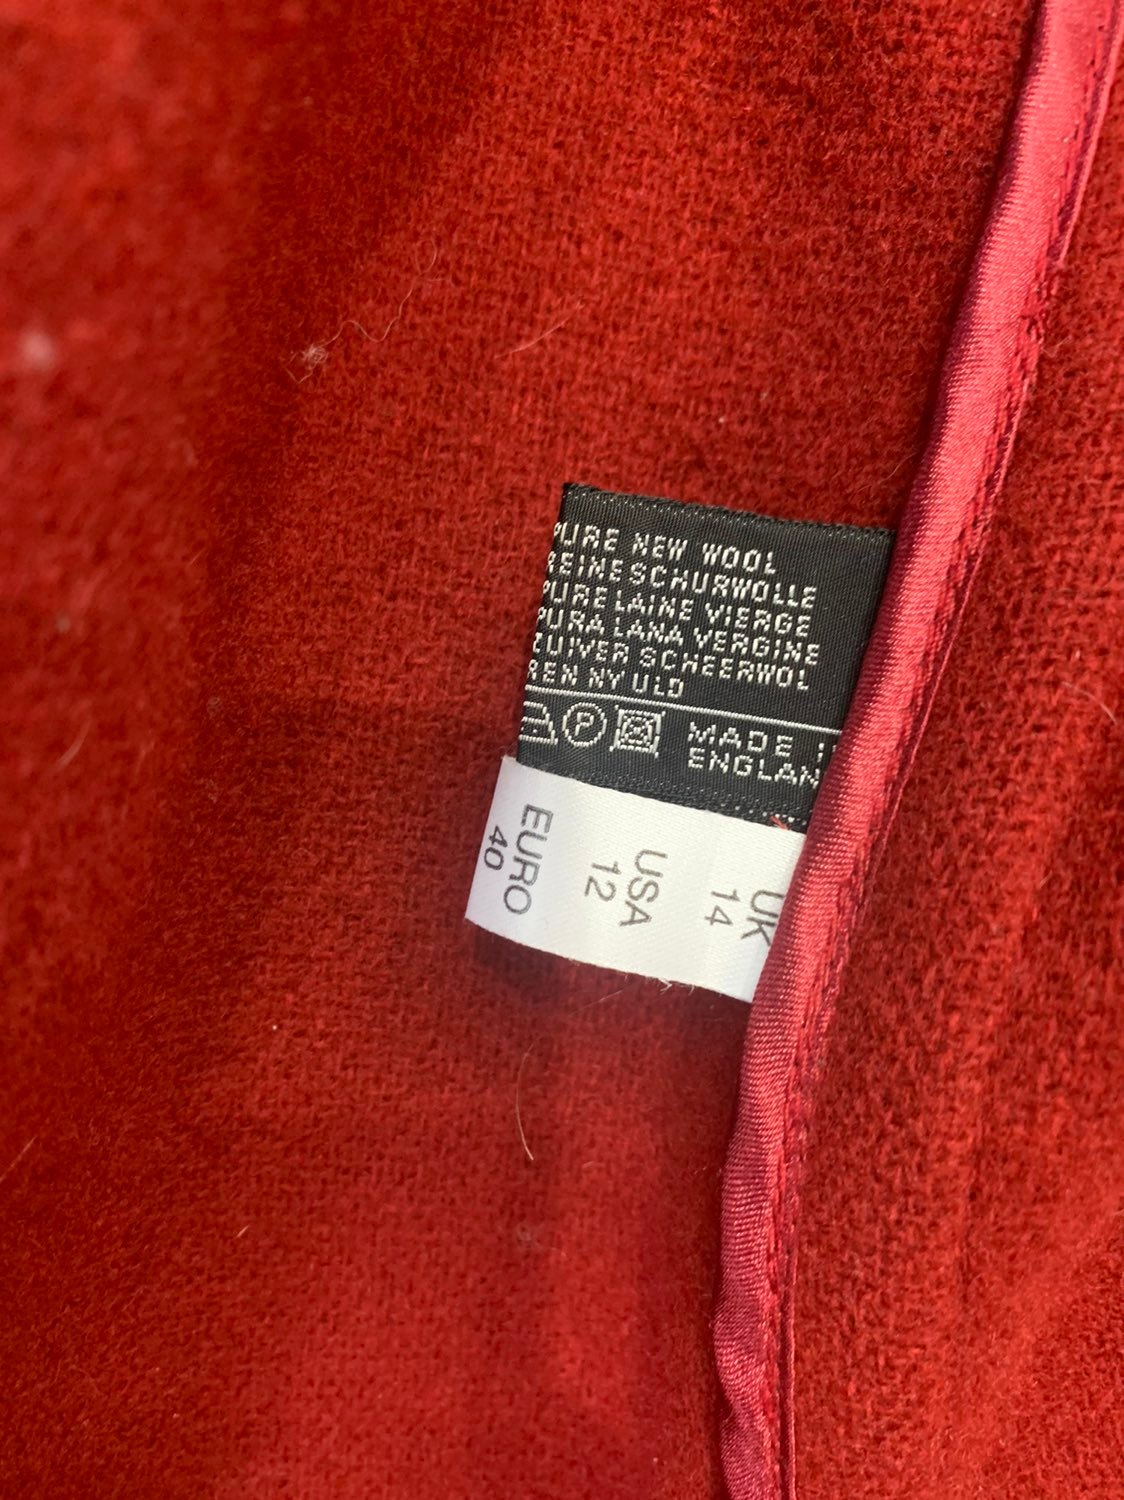 PURE NEW WOOL
REINE SCHURWOLLE
PURE LAINE VIERGE
PURA LANA VERGINE
ZUIVER SCHEERWOL
REN NY ULD
P
MADE
ENGLAN
EURO
40
USA
12
UK
14